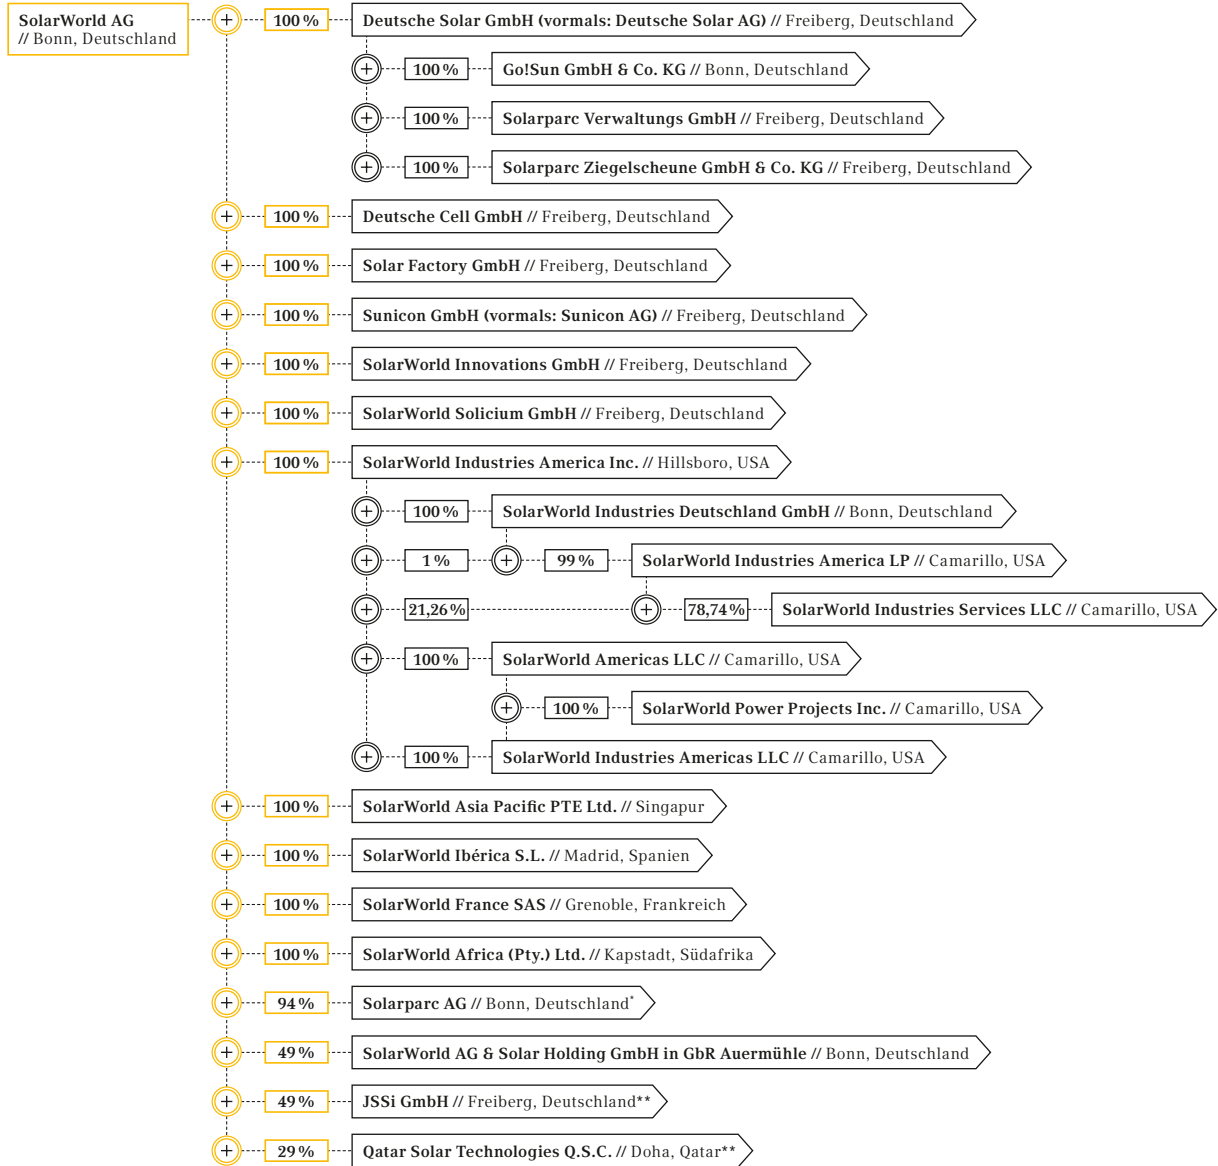 SolarWorld AG
// Bonn, Deutschland
100 % Deutsche Solar GmbH (vormals: Deutsche Solar AG) // Freiberg, Deutschland
100 % Go!Sun GmbH & Co. KG // Bonn, Deutschland
100 % Solarparc Verwaltungs GmbH // Freiberg, Deutschland
100 % Solarparc Ziegelscheune GmbH & Co. KG // Freiberg, Deutschland
100 % Deutsche Cell GmbH // Freiberg, Deutschland
100 % Solar Factory GmbH // Freiberg, Deutschland
100 % Sunicon GmbH (vormals: Sunicon AG) // Freiberg, Deutschland
100 % SolarWorld Innovations GmbH // Freiberg, Deutschland
100 % SolarWorld Solicium GmbH // Freiberg, Deutschland
100 % SolarWorld Industries America Inc. // Hillsboro, USA
100 % SolarWorld Industries Deutschland GmbH // Bonn, Deutschland
1 % 99 % SolarWorld Industries America LP // Camarillo, USA
21,26 % 78,74 % SolarWorld Industries Services LLC // Camarillo, USA
100 % SolarWorld Americas LLC // Camarillo, USA
100 % SolarWorld Power Projects Inc. // Camarillo, USA
100 % SolarWorld Industries Americas LLC // Camarillo, USA
100 % SolarWorld Asia Pacific PTE Ltd. // Singapur
100 % SolarWorld Ibérica S.L. // Madrid, Spanien
100 % SolarWorld France SAS // Grenoble, Frankreich
100 % SolarWorld Africa (Pty.) Ltd. // Kapstadt, Südafrika
94 % Solarparc AG // Bonn, Deutschland*
49 % SolarWorld AG & Solar Holding GmbH in GbR Auermühle // Bonn, Deutschland
49 % JSSi GmbH // Freiberg, Deutschland**
29 % Qatar Solar Technologies Q.S.C. // Doha, Qatar**